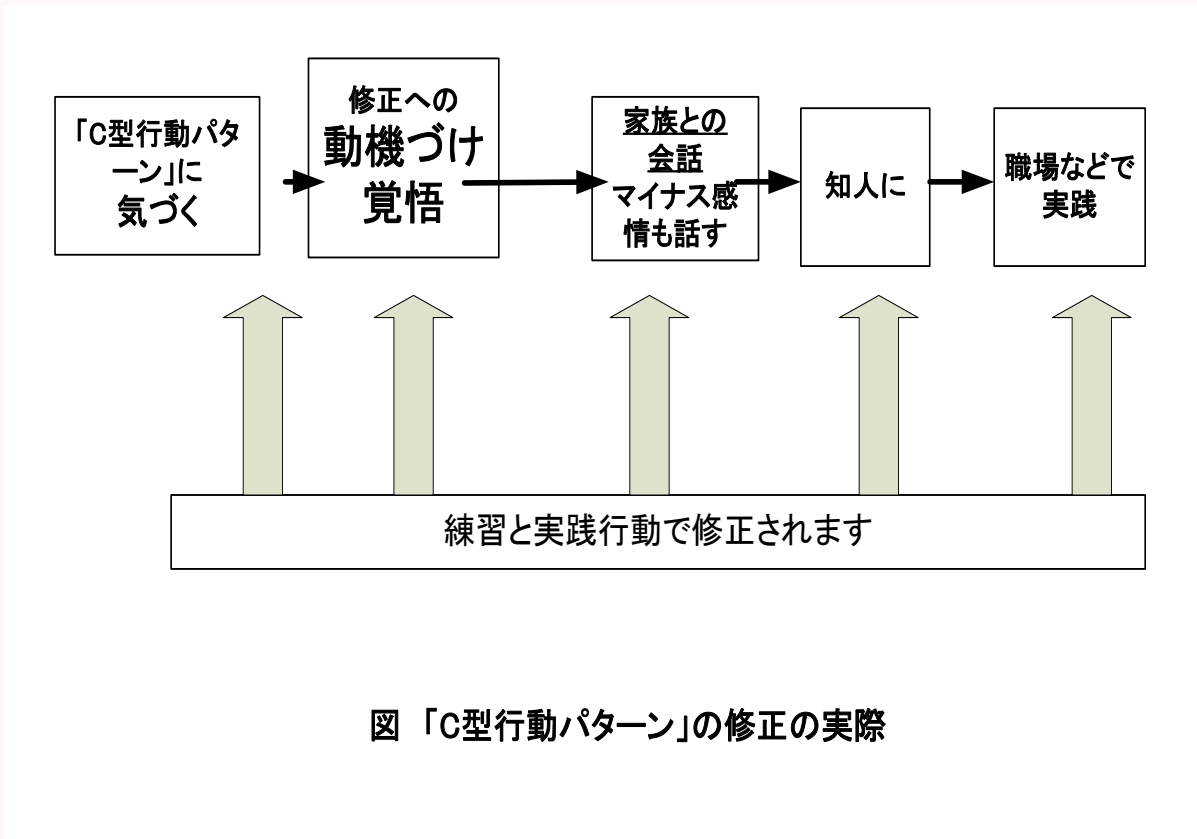 「C型行動パタ
ーン」に
気づく
修正への
動機づけ
覚悟
家族との
会話
マイナス感
情も話す
知人に
職場などで
実践
練習と実践行動で修正されます
図 「C型行動パターン」の修正の実際